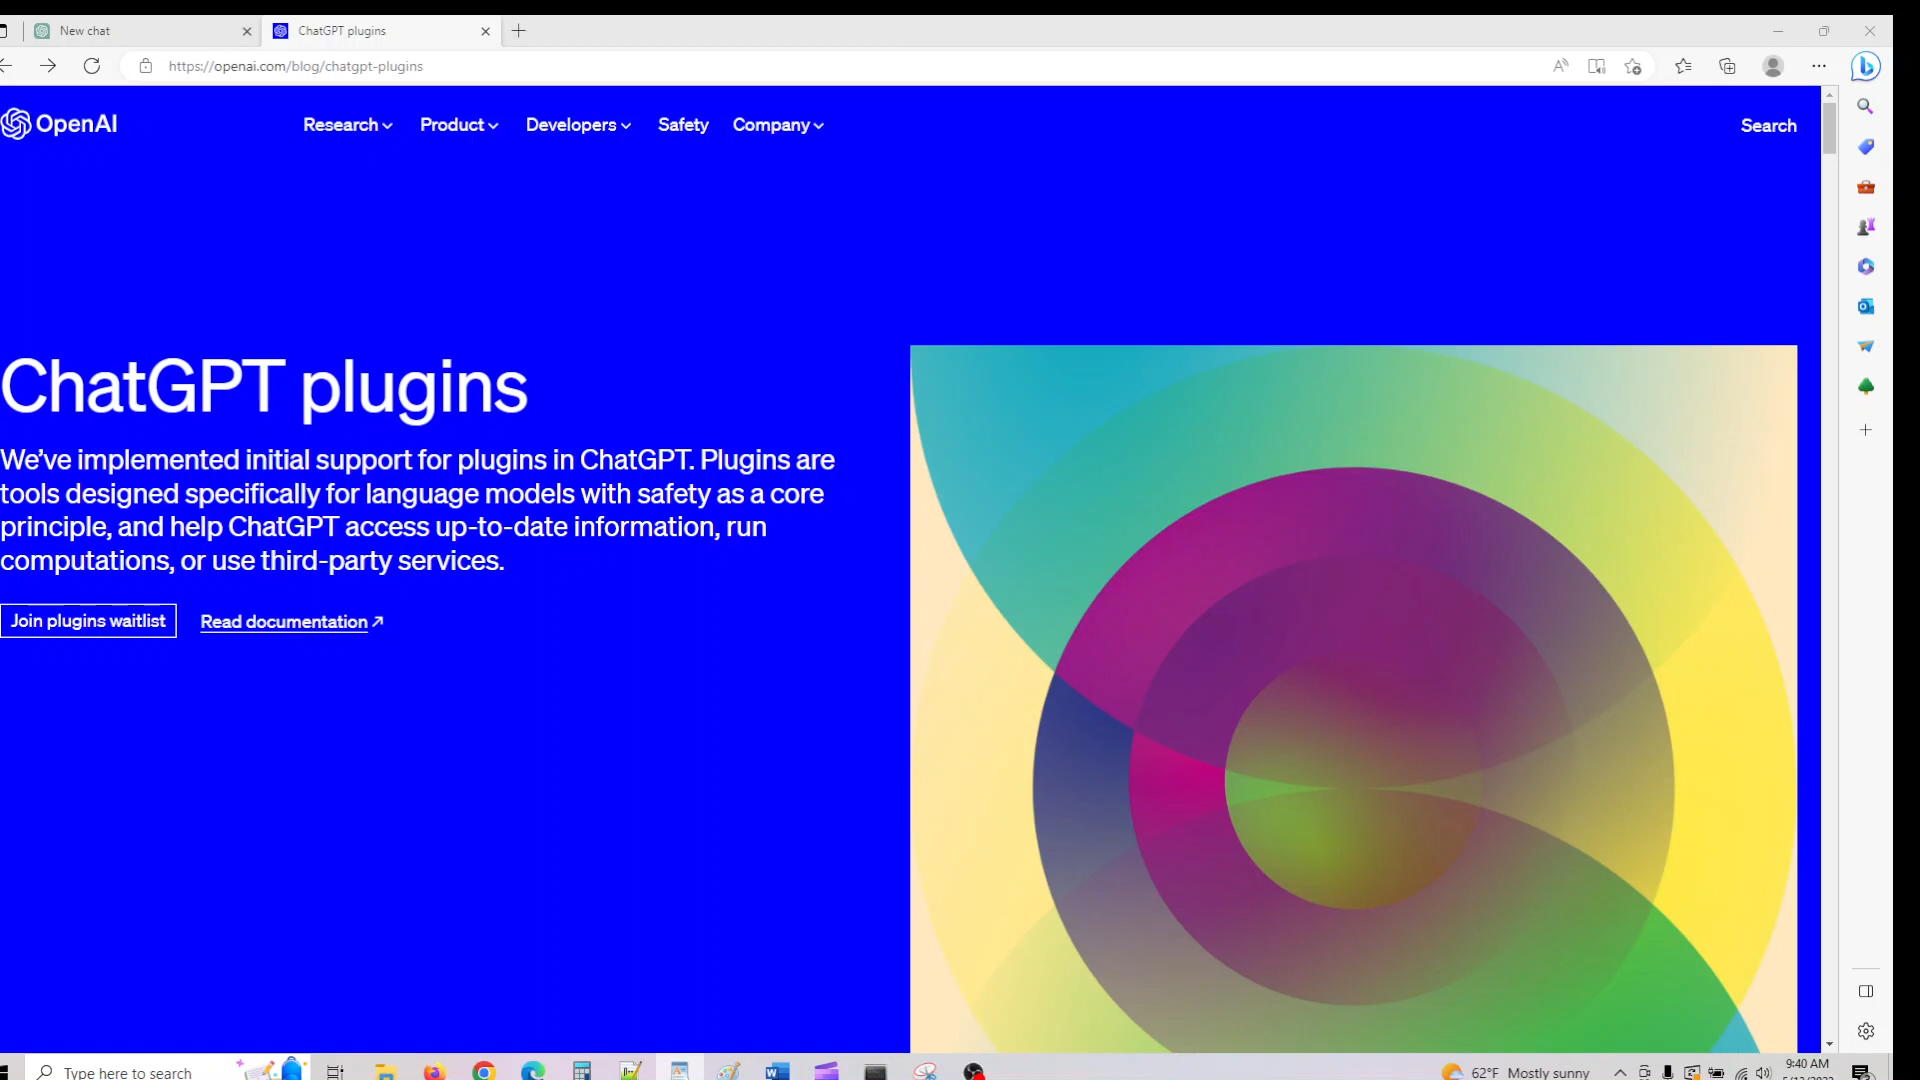 New chat
ChatGPT plugins
https://openai.com/blog/chatgpt-plugins
OpenAI
Research
Product
Developers
Safety
Company
Search
ChatGPT plugins
We've implemented initial support for plugins in ChatGPT. Plugins are
tools designed specifically for language models with safety as a core
principle, and help ChatGPT access up-to-date information, run
computations, or use third-party services.
Join plugins waitlist
Read documentation
Type here to search
62°F Mostly sunny
9:40 AM